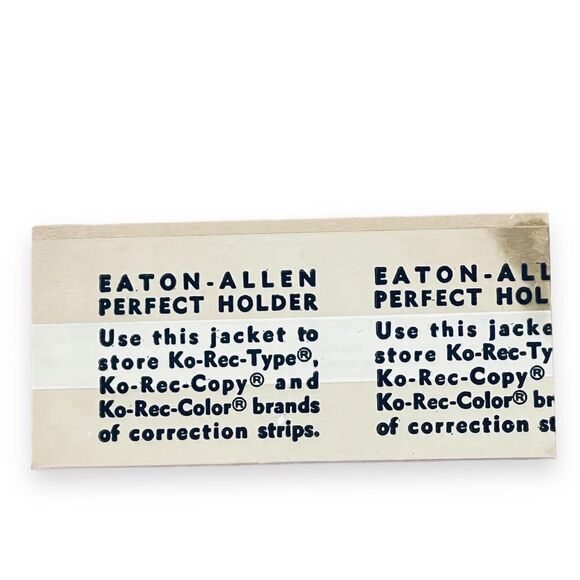 EATON-ALLEN
PERFECT HOLDER
Use this jacket to
store Ko-Rec-Type®,
Ko-Rec-Copy® and
Ko-Rec-Color® brands
of correction strips.
EATON-ALL
PERFECT HOL
Use this jacke
store Ko-Rec-Ty
Ko-Rec-Copy®
Ko-Rec-Color® br
of correction st